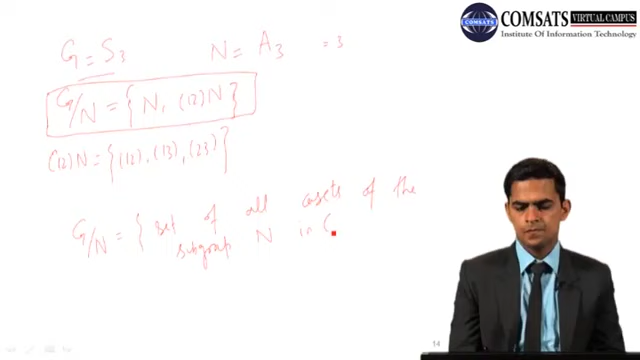 COMSATS VIRTUAL CAMPUS
Institute Of Information Technology
G = S₃ N = A₃ = 3
G/N = { N, (12)N }
(12)N = { (12), (13), (23) }
G/N = { set of all cosets of the
subgroup N in G
14